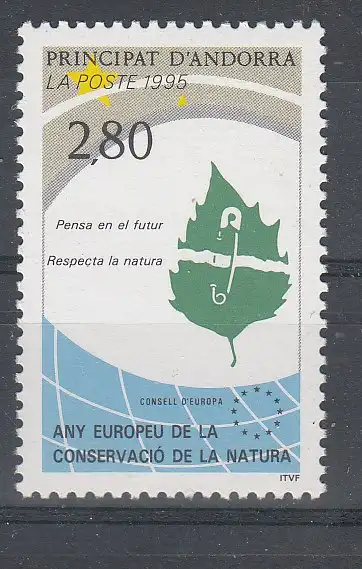 PRINCIPAT D'ANDORRA
LA POSTE 1995
2,80
Pensa en el futur
Respecta la natura
CONSELL D'EUROPA
ANY EUROPEU DE LA
CONSERVACIÓ DE LA NATURA
ITVF